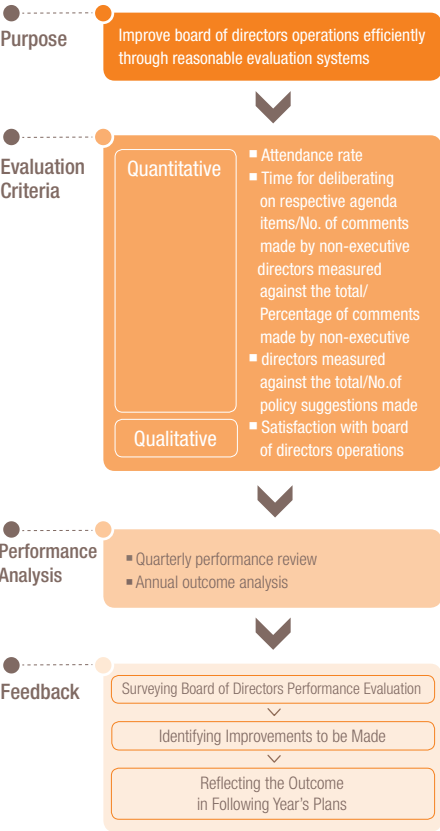 Purpose
Improve board of directors operations efficiently
through reasonable evaluation systems
Evaluation
Criteria
Quantitative
■ Attendance rate
■ Time for deliberating
on respective agenda
items/No. of comments
made by non-executive
directors measured
against the total/
Percentage of comments
made by non-executive
■ directors measured
against the total/No.of
policy suggestions made
Qualitative
■ Satisfaction with board
of directors operations
Performance
Analysis
■ Quarterly performance review
■ Annual outcome analysis
Feedback
Surveying Board of Directors Performance Evaluation
Identifying Improvements to be Made
Reflecting the Outcome
in Following Year's Plans